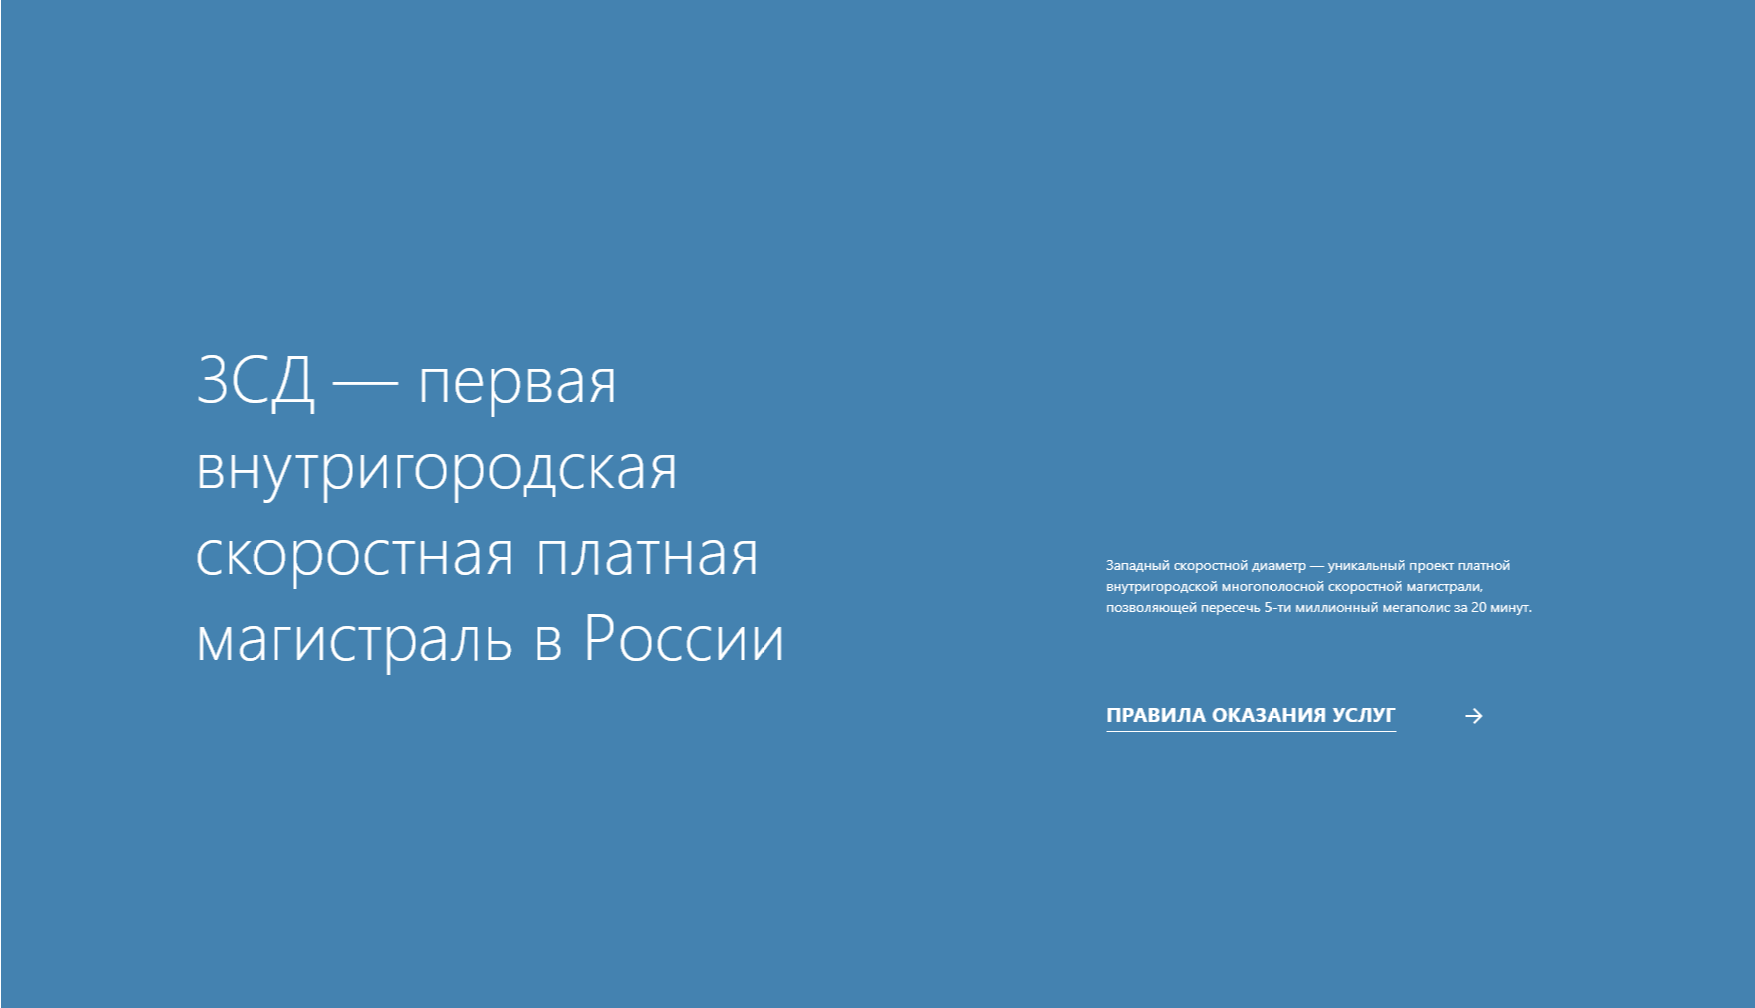 ЗСД — первая
внутригородская
скоростная платная
магистраль в России
Западный скоростной диаметр — уникальный проект платной
внутригородской многополосной скоростной магистрали,
позволяющей пересечь 5-ти миллионный мегаполис за 20 минут.
ПРАВИЛА ОКАЗАНИЯ УСЛУГ →